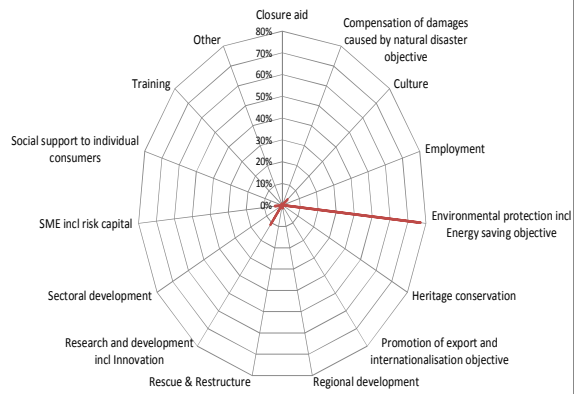 Closure aid
Compensation of damages
caused by natural disaster
objective
Culture
Employment
Environmental protection incl
Energy saving objective
Heritage conservation
Promotion of export and
internationalisation objective
Regional development
Rescue & Restructure
Research and development
incl Innovation
Sectoral development
SME incl risk capital
Social support to individual
consumers
Training
Other
80%
70%
60%
50%
40%
30%
20%
10%
0%